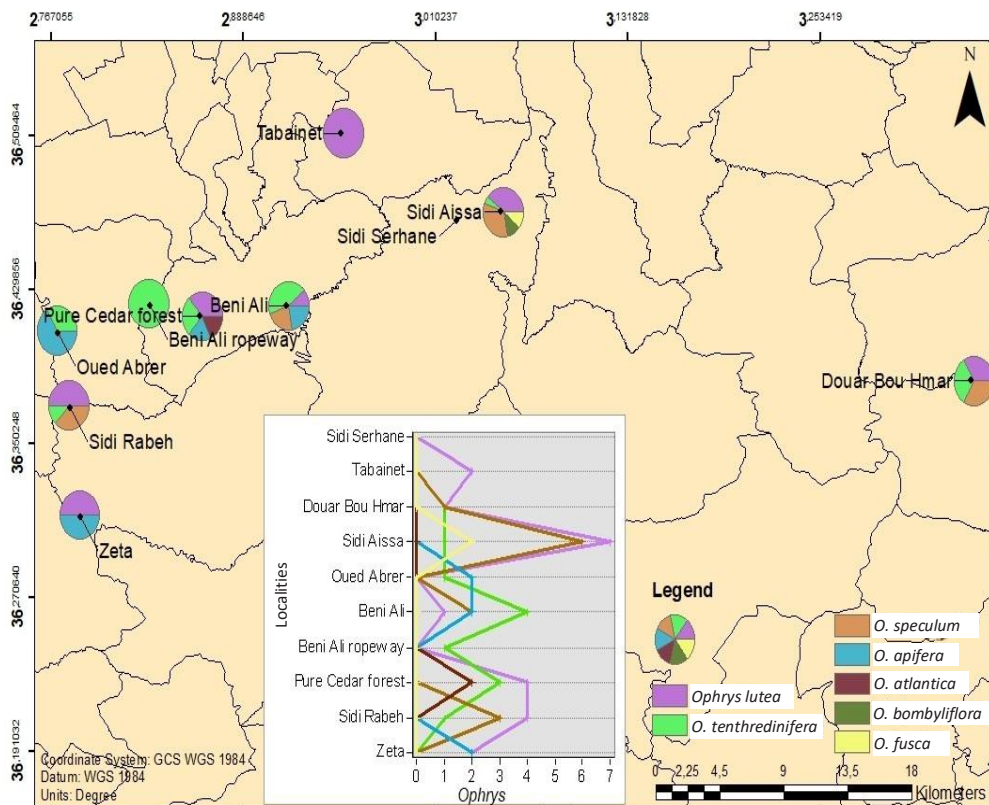 2,767055 2,888646 3,010237 3,131828 3,253419
36,509464
36,429856
36,350248
36,270640
36,191032
N
Tabainet
Sidi Aissa
Sidi Serhane
Pure Cedar forest
Beni Ali
Beni Ali ropeway
Oued Abrer
Douar Bou Hmar
Sidi Rabeh
Zeta
Localities
Sidi Serhane
Tabainet
Douar Bou Hmar
Sidi Aissa
Oued Abrer
Beni Ali
Beni Ali ropeway
Pure Cedar forest
Sidi Rabeh
Zeta
0 1 2 3 4 5 6 7
Ophrys
Legend
Ophrys lutea
O. tenthredinifera
O. speculum
O. apifera
O. atlantica
O. bombyliflora
O. fusca
0 2,25 4,5 9 13,5 18
Kilometers
Coordinate System: GCS WGS 1984
Datum: WGS 1984
Units: Degree